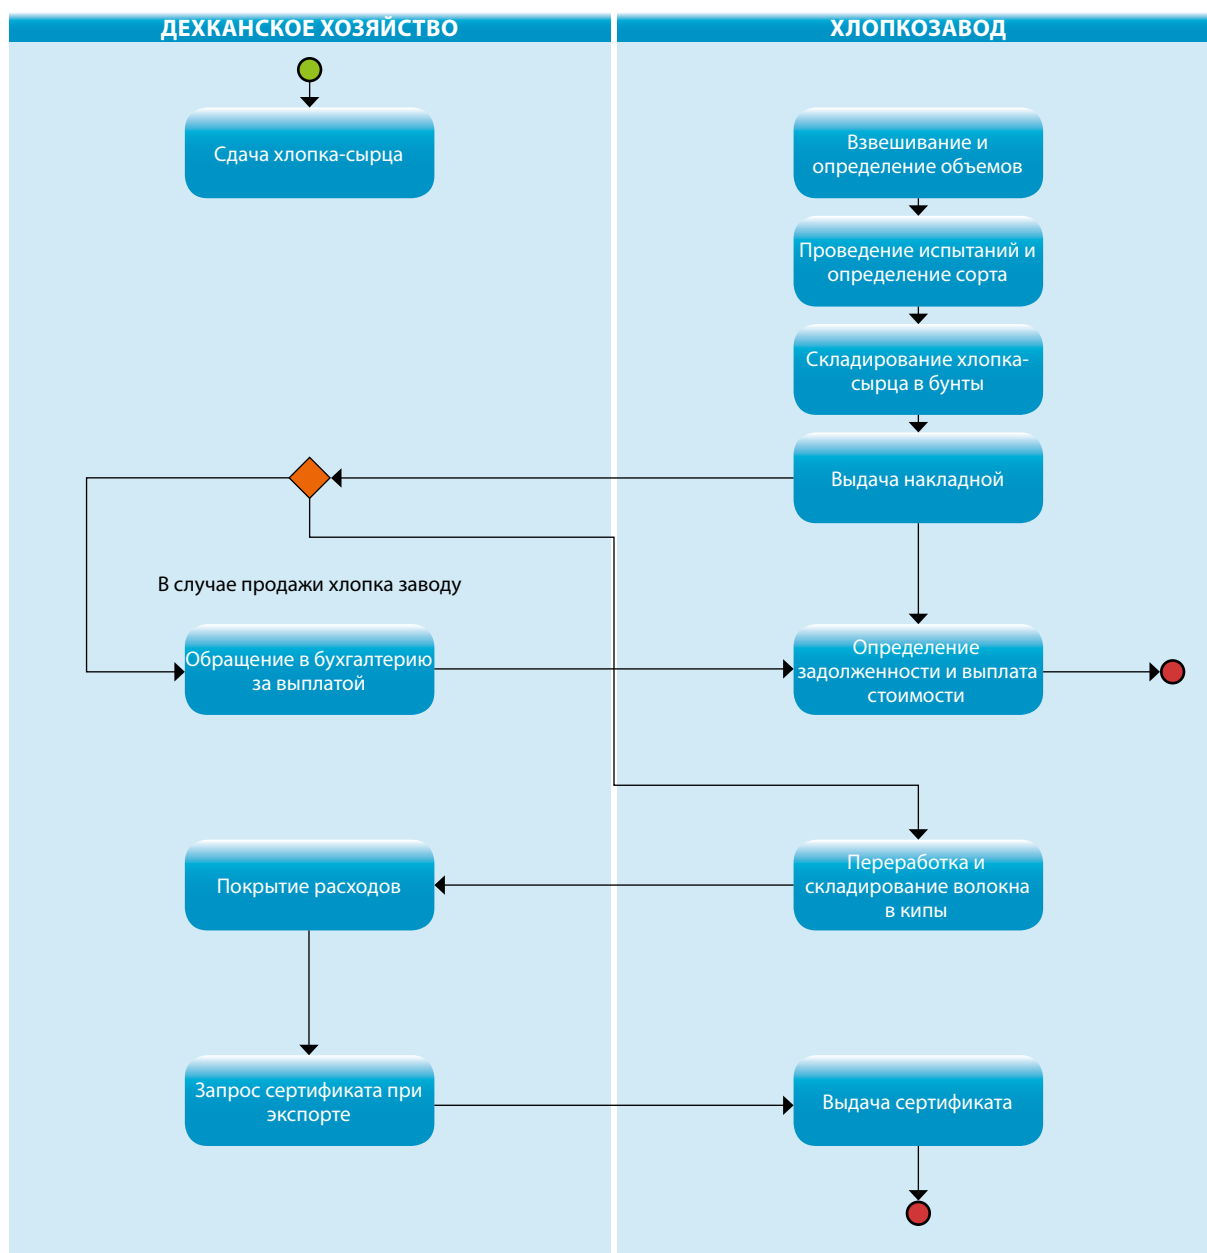 ДЕХКАНСКОЕ ХОЗЯЙСТВО
ХЛОПКОЗАВОД
Сдача хлопка-сырца
Взвешивание и
определение объемов
Проведение испытаний и
определение сорта
Складирование хлопка-
сырца в бунты
Выдача накладной
В случае продажи хлопка заводу
Обращение в бухгалтерию
за выплатой
Определение
задолженности и выплата
стоимости
Покрытие расходов
Переработка и
складирование волокна
в кипы
Запрос сертификата при
экспорте
Выдача сертификата